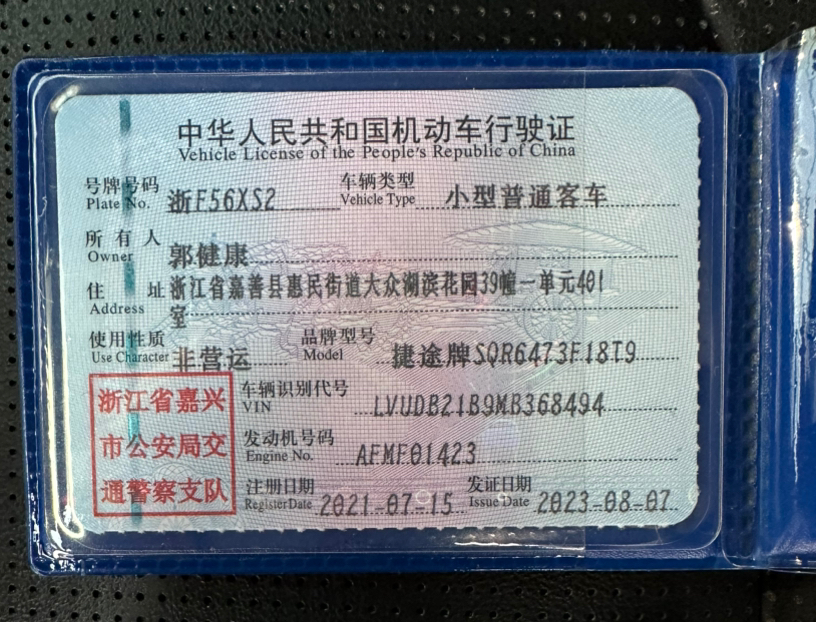 中华人民共和国机动车行驶证
Vehicle License of the People's Republic of China
号牌号码 浙F56XS2 车辆类型 小型普通客车
Plate No. Vehicle Type
所有人 郭健康
Owner
住址 浙江省嘉善县惠民街道大众湖滨花园39幢一单元401
Address 室
使用性质 非营运 品牌型号 捷途牌SQR6473F18T9
Use Character Model
浙江省嘉兴 车辆识别代号 LVUDB21B9MB368494
VIN
市公安局交 发动机号码 AFMF01423
Engine No.
通警察支队 注册日期 2021-07-15 发证日期 2023-08-07
Register Date Issue Date